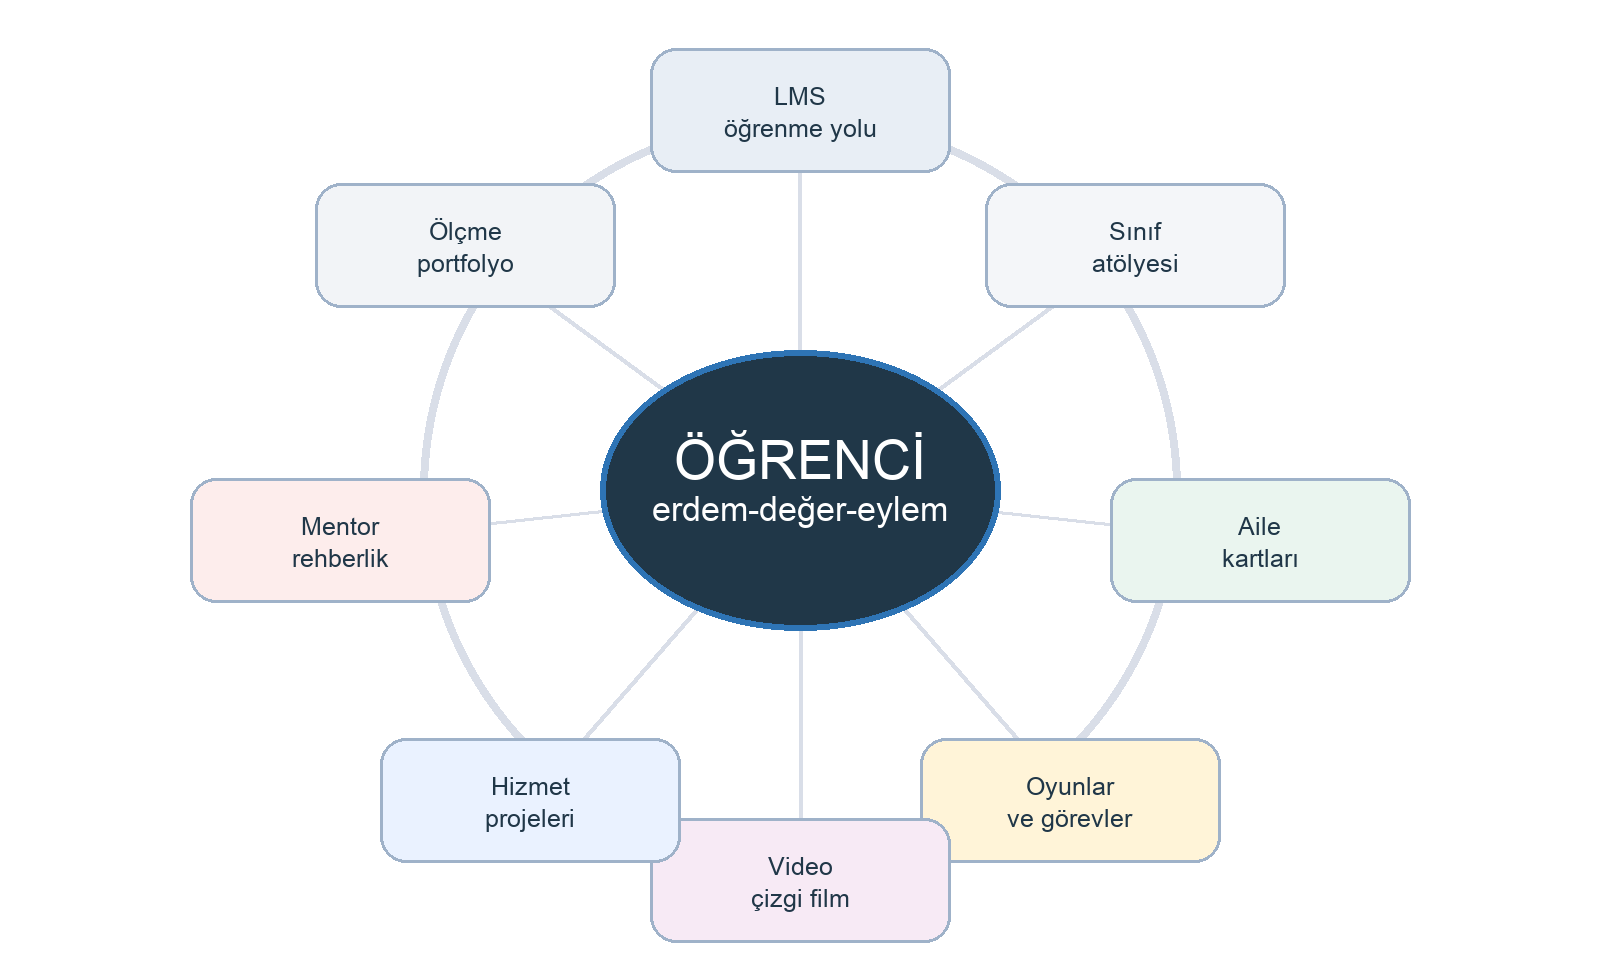 LMS
öğrenme yolu
Ölçme
portfolyo
Sınıf
atölyesi
ÖĞRENCİ
erdem-değer-eylem
Mentor
rehberlik
Aile
kartları
Hizmet
projeleri
Oyunlar
ve görevler
Video
çizgi film